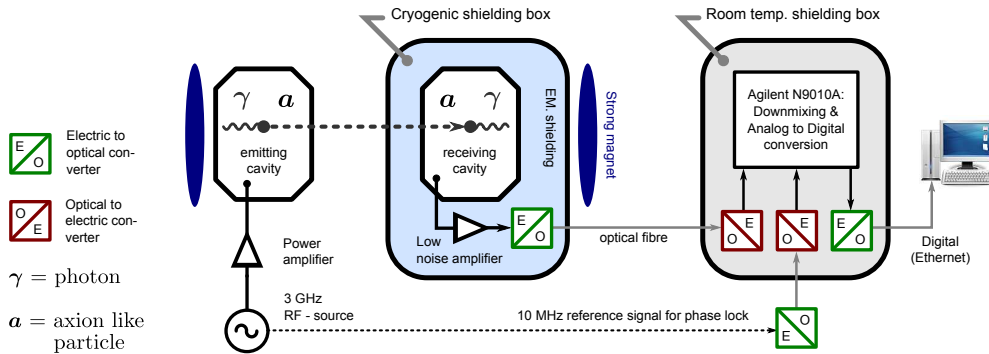 Cryogenic shielding box
Room temp. shielding box
γ a
emitting
cavity
a γ
receiving
cavity
EM. shielding
Strong magnet
Agilent N9010A:
Downmixing &
Analog to Digital
conversion
E
O
Electric to
optical con-
verter
O
E
Optical to
electric con-
verter
γ = photon
a = axion like
particle
Power
amplifier
Low
noise amplifier
E
O
optical fibre
O
E
O
E
E
O
Digital
(Ethernet)
3 GHz
RF - source
10 MHz reference signal for phase lock
O
E